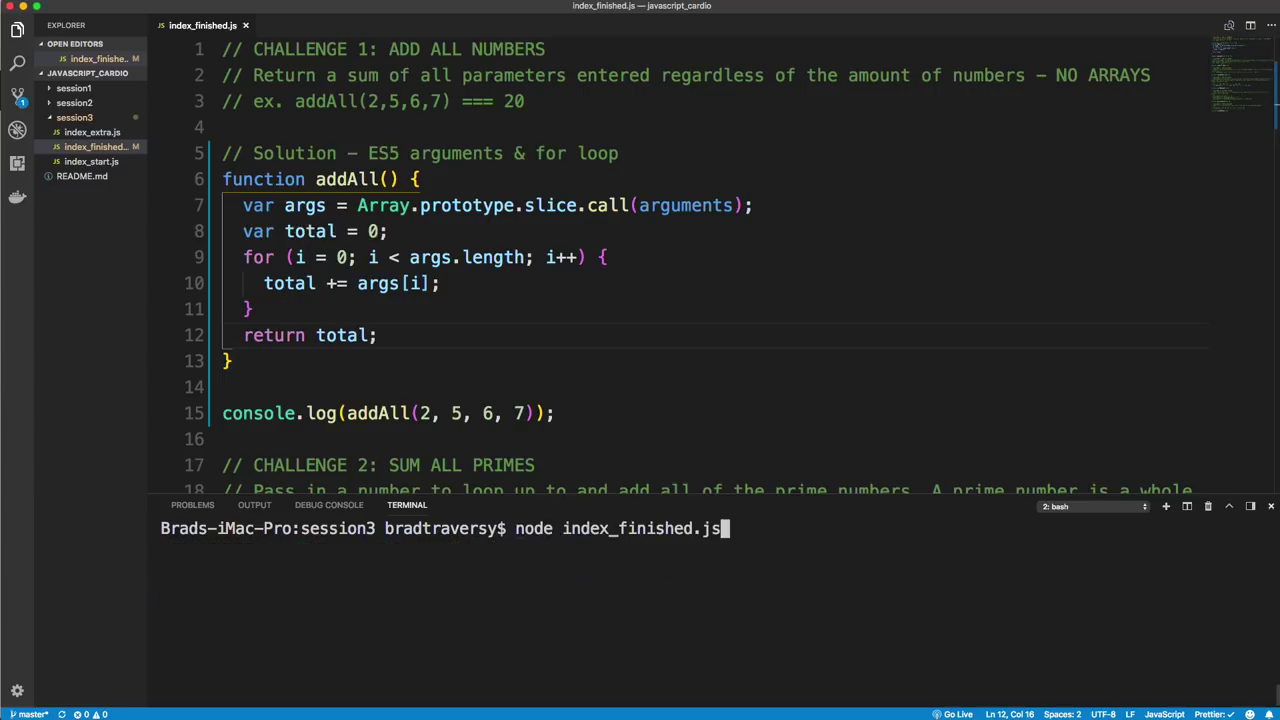 index_finished.js — javascript_cardio
EXPLORER
OPEN EDITORS
index_finishe... M
JAVASCRIPT_CARDIO
session1
session2
session3
JS index_extra.js
JS index_finished... M
JS index_start.js
README.md
1
JS index_finished.js ×
1 // CHALLENGE 1: ADD ALL NUMBERS
2 // Return a sum of all parameters entered regardless of the amount of numbers – NO ARRAYS
3 // ex. addAll(2,5,6,7) === 20
4
5 // Solution – ES5 arguments & for loop
6 function addAll() {
7 var args = Array.prototype.slice.call(arguments);
8 var total = 0;
9 for (i = 0; i < args.length; i++) {
10 total += args[i];
11 }
12 return total;
13 }
14
15 console.log(addAll(2, 5, 6, 7));
16
17 // CHALLENGE 2: SUM ALL PRIMES
18 // Pass in a number to loop up to and add all of the prime numbers. A prime number is a whole
PROBLEMS OUTPUT DEBUG CONSOLE TERMINAL 2: bash
Brads-iMac-Pro:session3 bradtraversy$ node index_finished.js
master* 0 0 Go Live Ln 12, Col 16 Spaces: 2 UTF-8 LF JavaScript Prettier: ✓